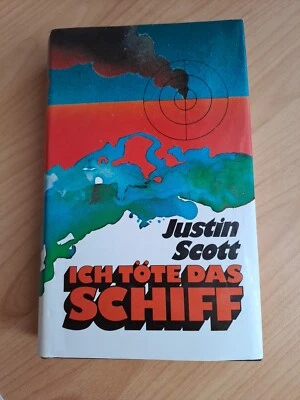 Justin
Scott
ICH TÖTE DAS
SCHIFF